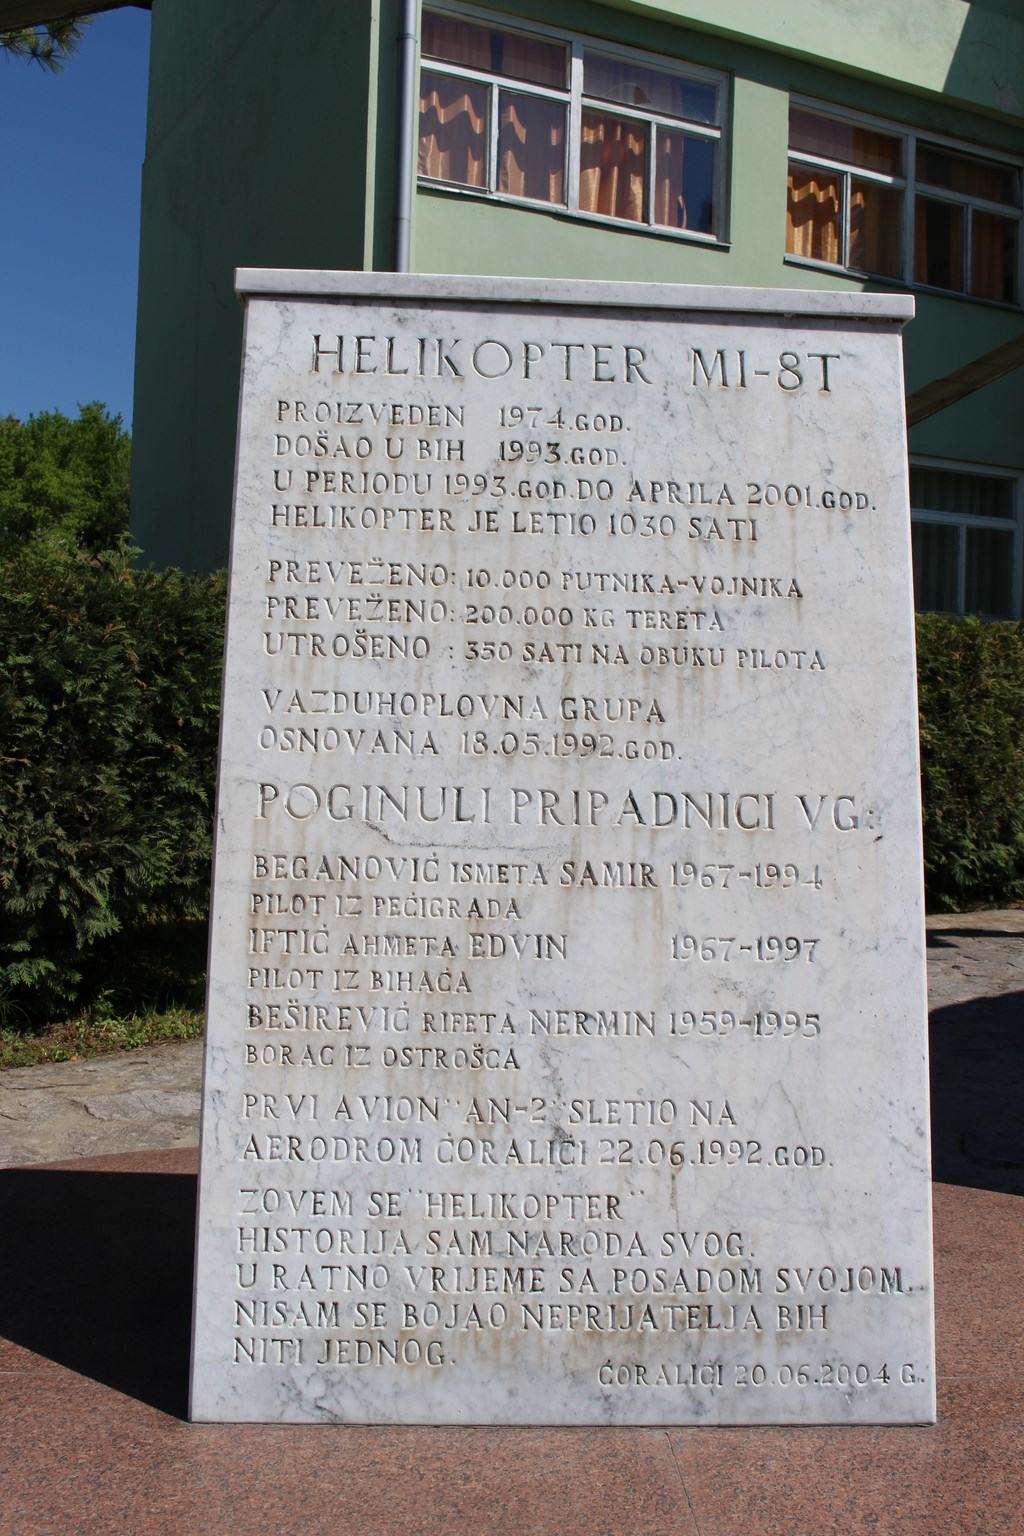 HELIKOPTER MI-8T
PROIZVEDEN 1974.GOD.
DOŠAO U BIH 1993.GOD.
U PERIODU 1993.GOD.DO APRILA 2001.GOD.
HELIKOPTER JE LETIO 1030 SATI
PREVEŽENO: 10.000 PUTNIKA-VOJNIKA
PREVEŽENO: 200.000 KG TERETA
UTROŠENO : 350 SATI NA OBUKU PILOTA
VAZDUHOPLOVNA GRUPA
OSNOVANA 18.05.1992.GOD.
POGINULI PRIPADNICI VG:
BEGANOVIĆ ISMETA SAMIR 1967-1994
PILOT IZ PEĆIGRADA
IFTIĆ AHMETA EDVIN 1967-1997
PILOT IZ BIHAĆA
BEŠIREVIĆ RIFETA NERMIN 1959-1995
BORAC IZ OSTROŠCA
PRVI AVION "AN-2" SLETIO NA
AERODROM ĆORALIĆI 22.06.1992.GOD.
ZOVEM SE "HELIKOPTER"
HISTORIJA SAM NARODA SVOG.
U RATNO VRIJEME SA POSADOM SVOJOM.
NISAM SE BOJAO NEPRIJATELJA BIH
NITI JEDNOG.
ĆORALIĆI 20.06.2004 G.